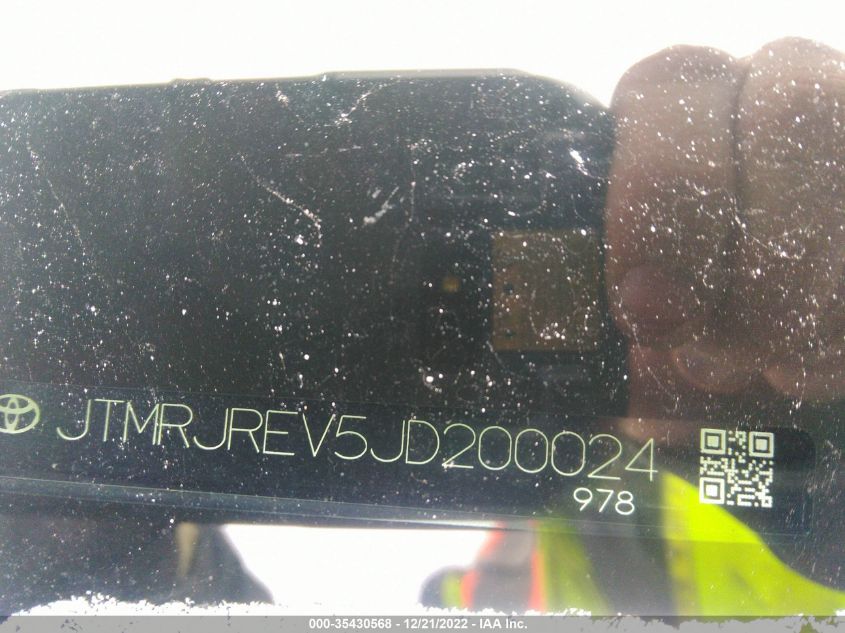 JTMRJREV5JD200024
978
000-35430568 - 12/21/2022 - IAA Inc.